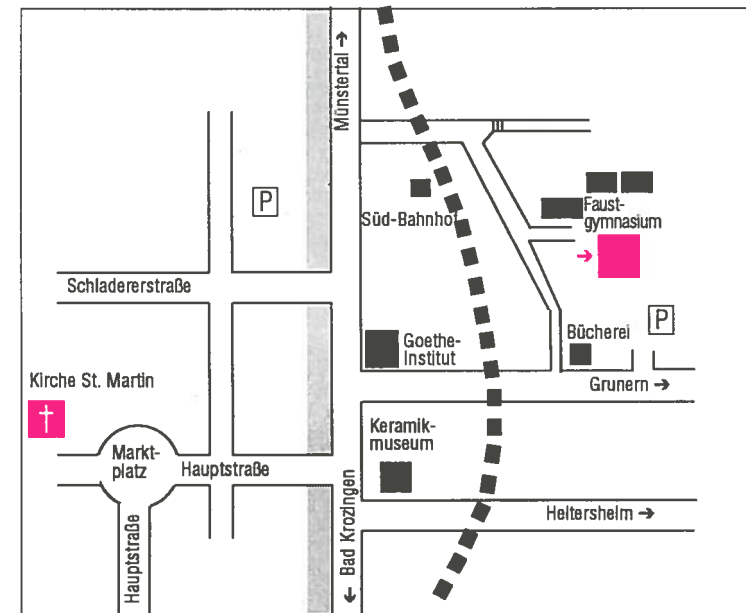 Münstertal →
P
Süd-Bahnhof
Faust-
gymnasium
→
Schladererstraße
P
Goethe-
Institut
Bücherei
Grunern →
Kirche St. Martin
Markt-
platz
Hauptstraße
Keramik-
museum
Heitersheim →
Hauptstraße
← Bad Krozingen